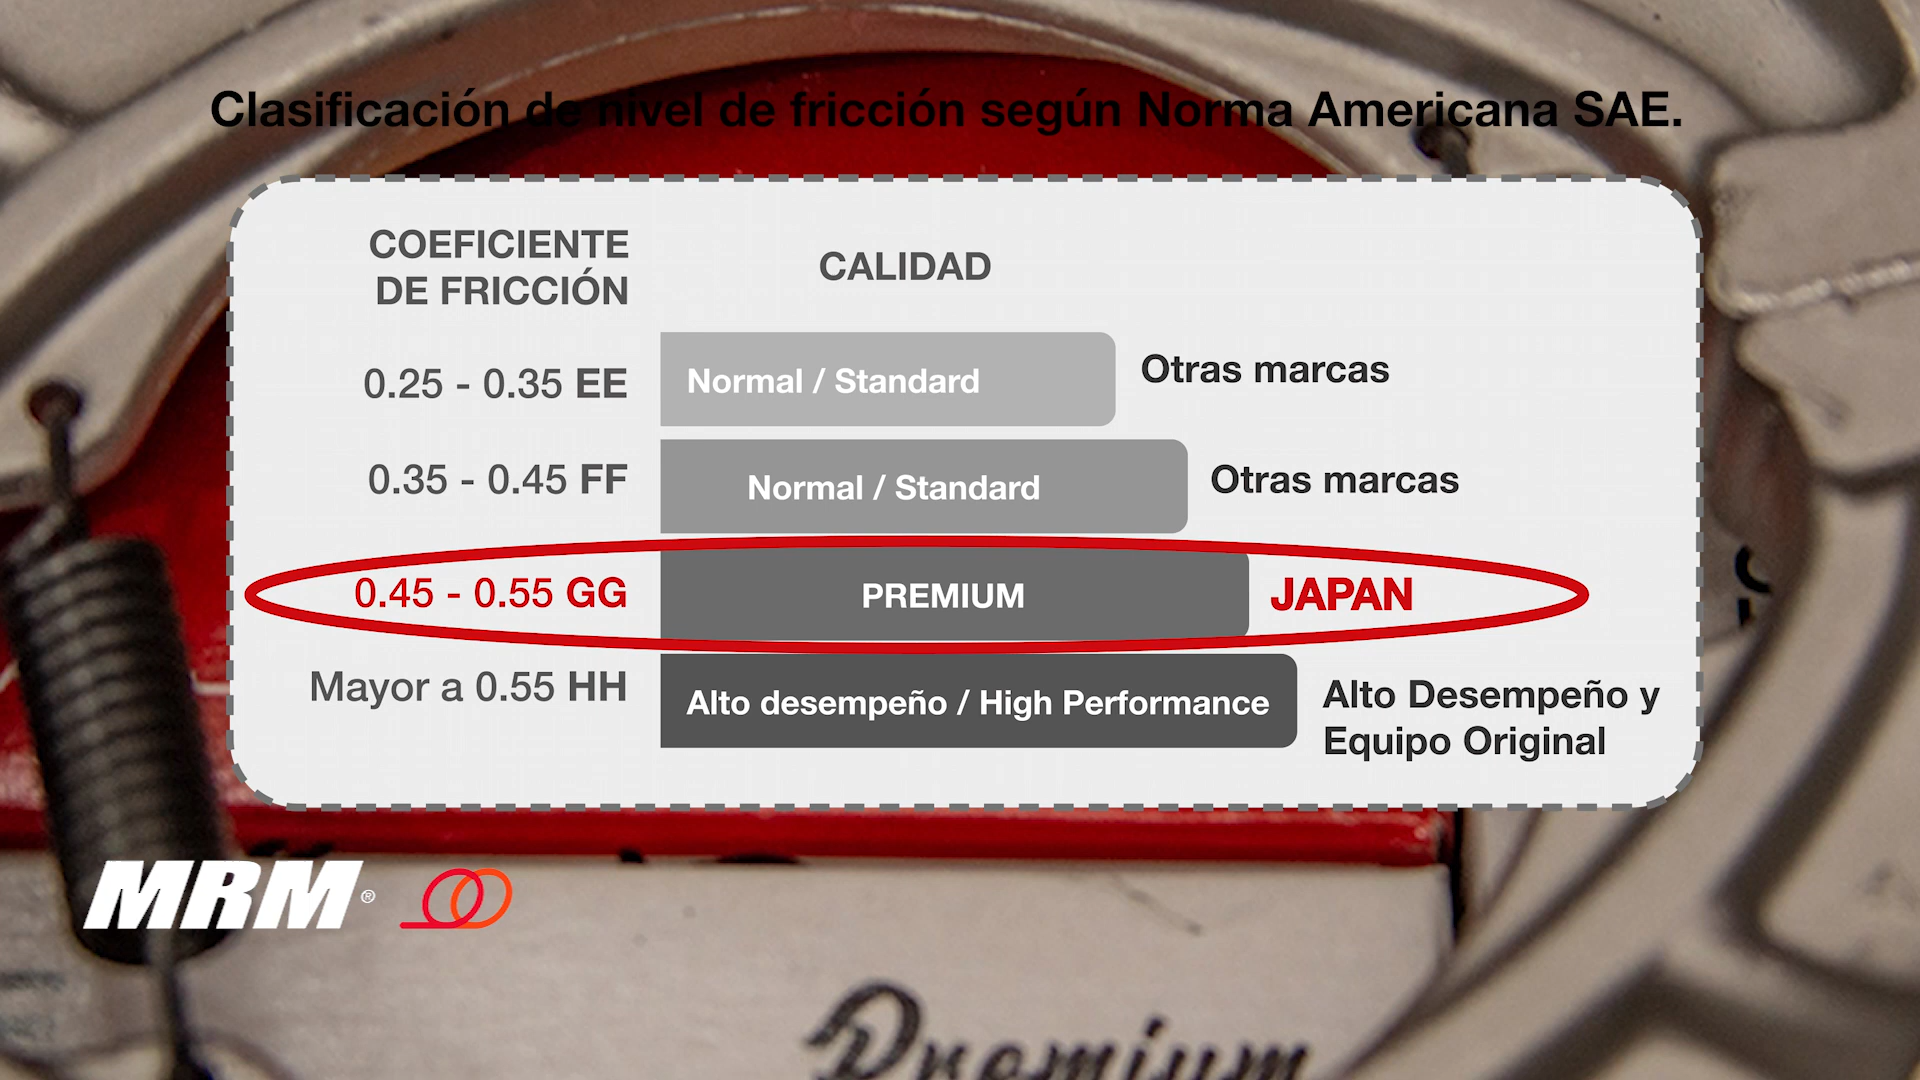 Clasificación de nivel de fricción según Norma Americana SAE.
COEFICIENTE
DE FRICCIÓN
CALIDAD
0.25 - 0.35 EE
Normal / Standard
Otras marcas
0.35 - 0.45 FF
Normal / Standard
Otras marcas
0.45 - 0.55 GG
PREMIUM
JAPAN
Mayor a 0.55 HH
Alto desempeño / High Performance
Alto Desempeño y
Equipo Original
MRM®
Premium